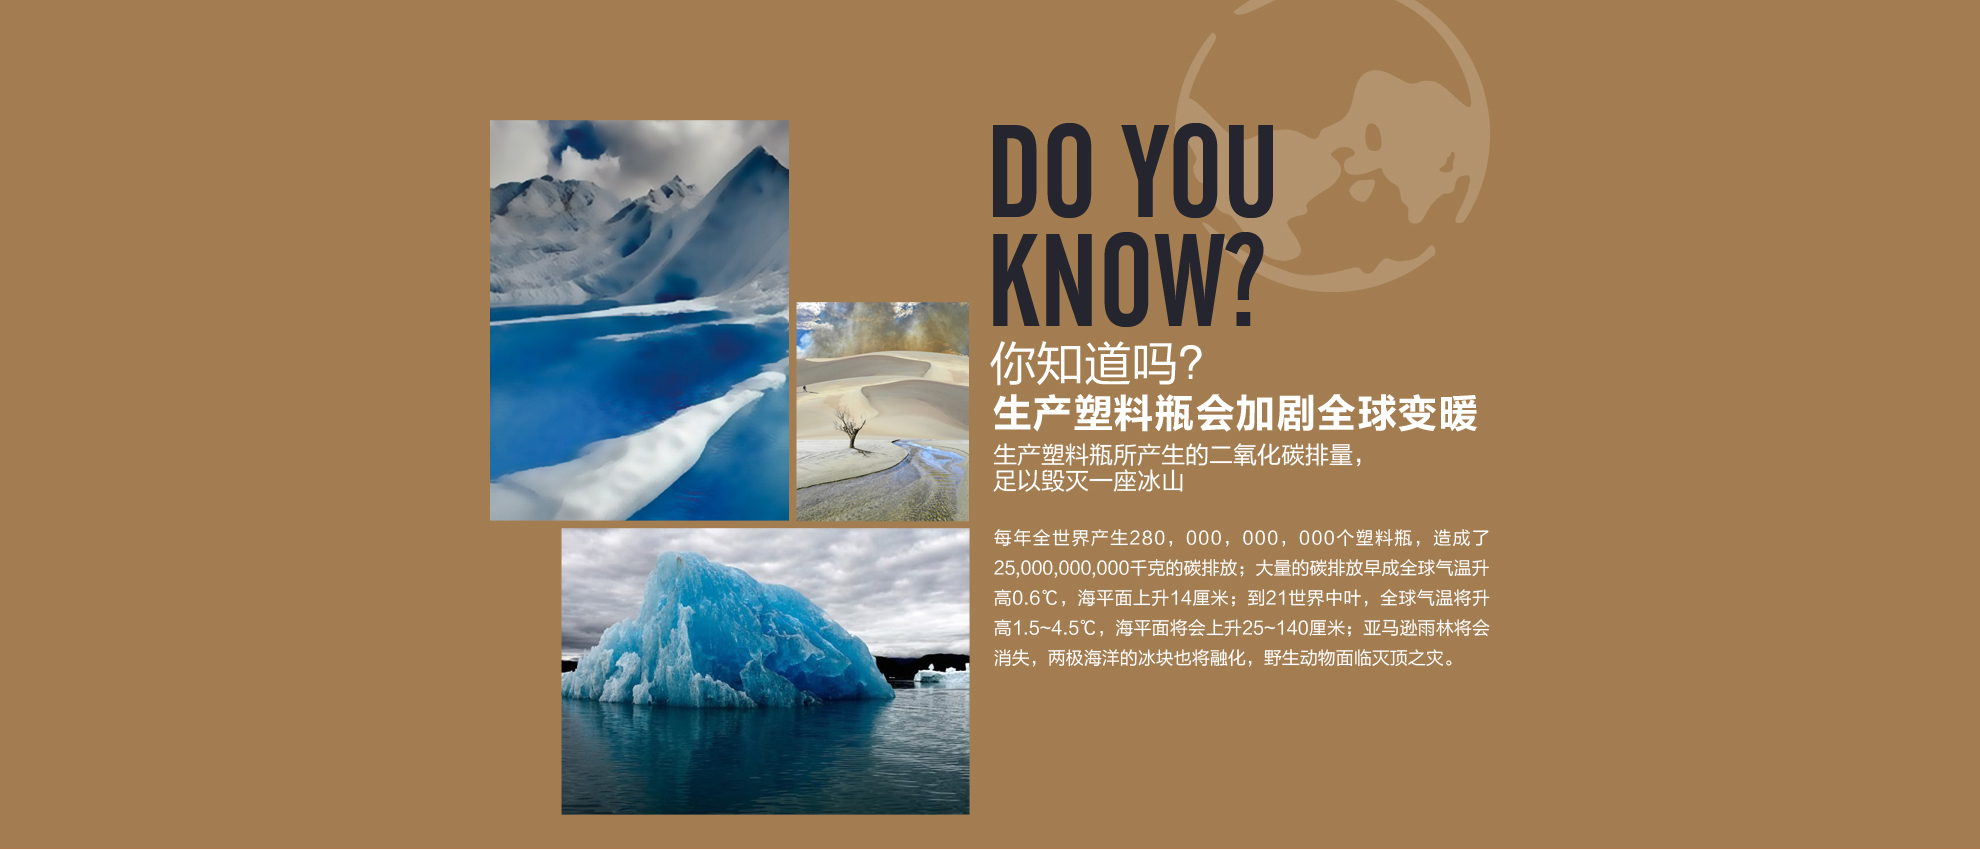 DO YOU
KNOW?
你知道吗?
生产塑料瓶会加剧全球变暖
生产塑料瓶所产生的二氧化碳排量，
足以毁灭一座冰山
每年全世界产生280，000，000，000个塑料瓶，造成了
25,000,000,000千克的碳排放；大量的碳排放早成全球气温升
高0.6℃，海平面上升14厘米；到21世界中叶，全球气温将升
高1.5~4.5℃，海平面将会上升25~140厘米；亚马逊雨林将会
消失，两极海洋的冰块也将融化，野生动物面临灭顶之灾。